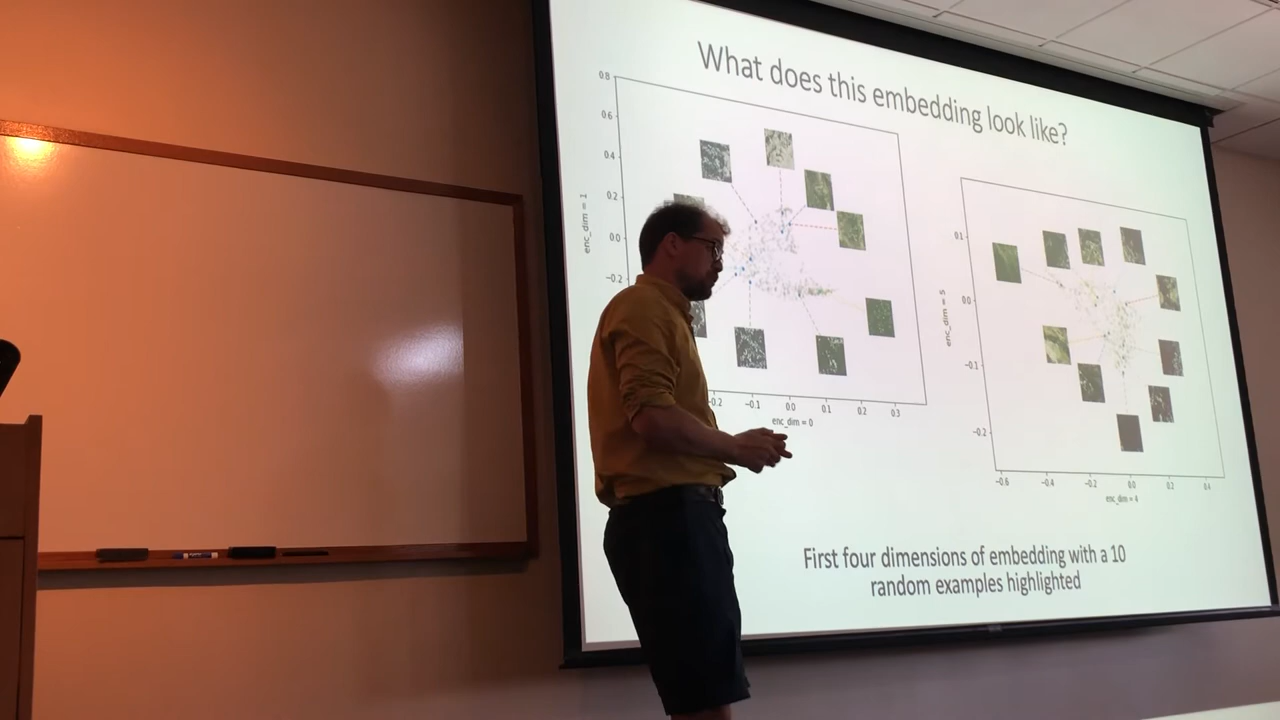 What does this embedding look like?
0.8
0.6
0.4
0.2
0.0
−0.2
enc_dim = 1
−0.2 −0.1 0.0 0.1 0.2 0.3
enc_dim = 0
0.1
0.0
−0.1
−0.2
enc_dim = 5
−0.6 −0.4 −0.2 0.0 0.2 0.4
enc_dim = 4
First four dimensions of embedding with a 10
random examples highlighted